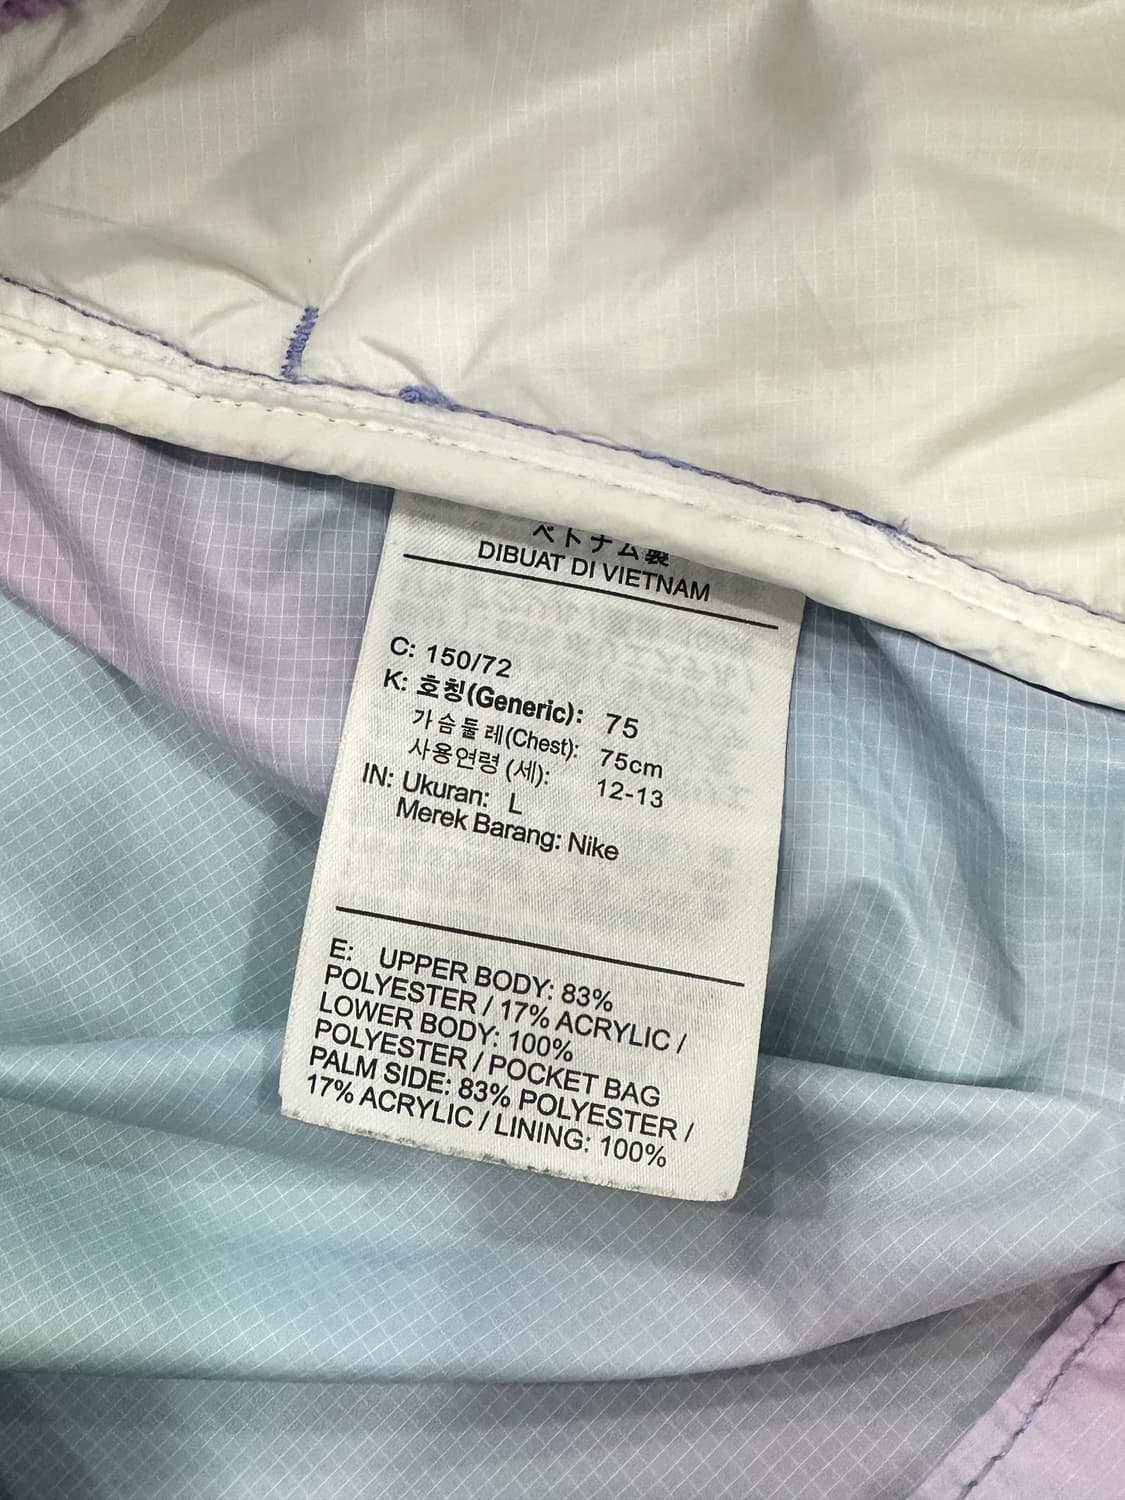 ベトナム製
DIBUAT DI VIETNAM
C: 150/72
K: 호칭(Generic): 75
가슴둘레(Chest): 75cm
사용연령 (세): 12-13
IN: Ukuran: L
Merek Barang: Nike
E: UPPER BODY: 83%
POLYESTER / 17% ACRYLIC /
LOWER BODY: 100%
POLYESTER / POCKET BAG
PALM SIDE: 83% POLYESTER /
17% ACRYLIC / LINING: 100%